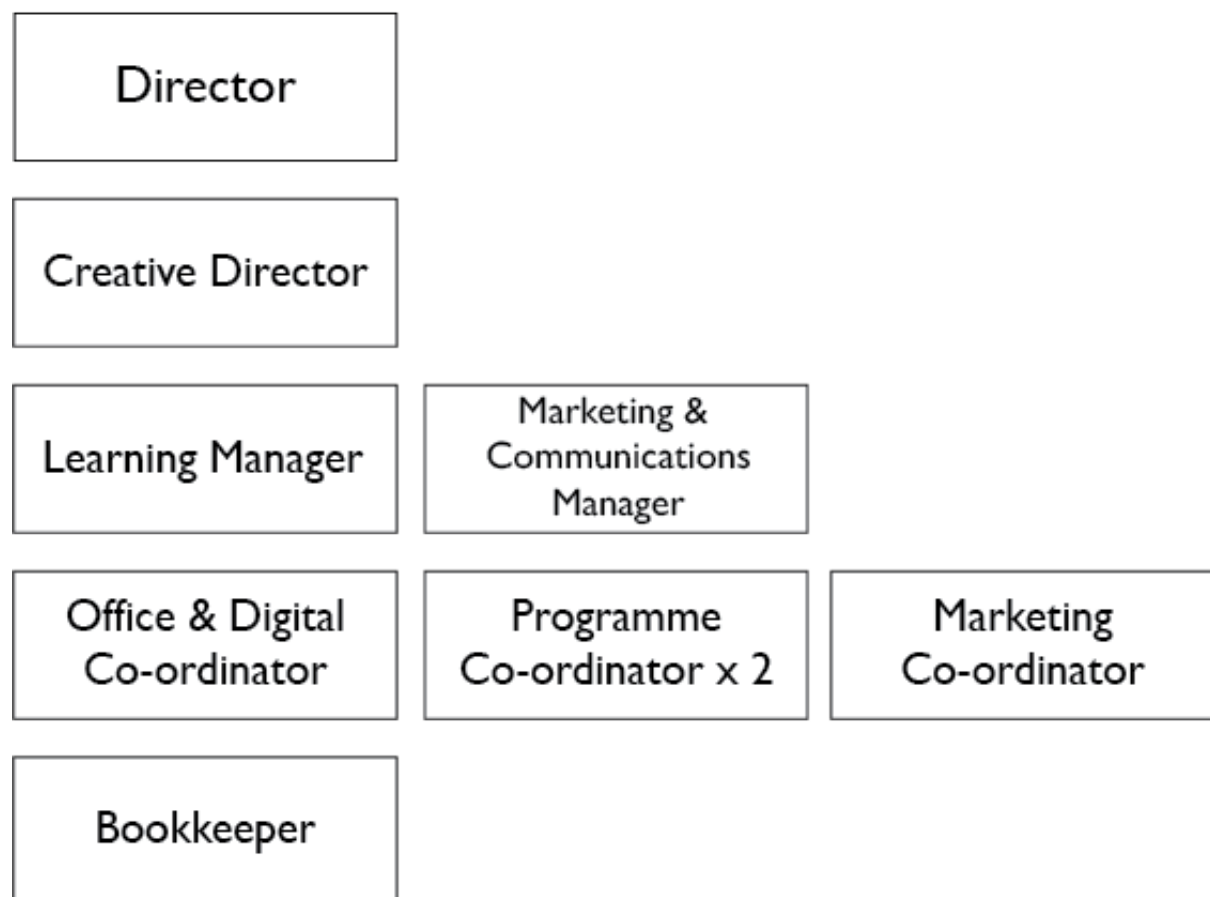 Director
Creative Director
Learning Manager
Marketing &
Communications
Manager
Office & Digital
Co-ordinator
Programme
Co-ordinator x 2
Marketing
Co-ordinator
Bookkeeper